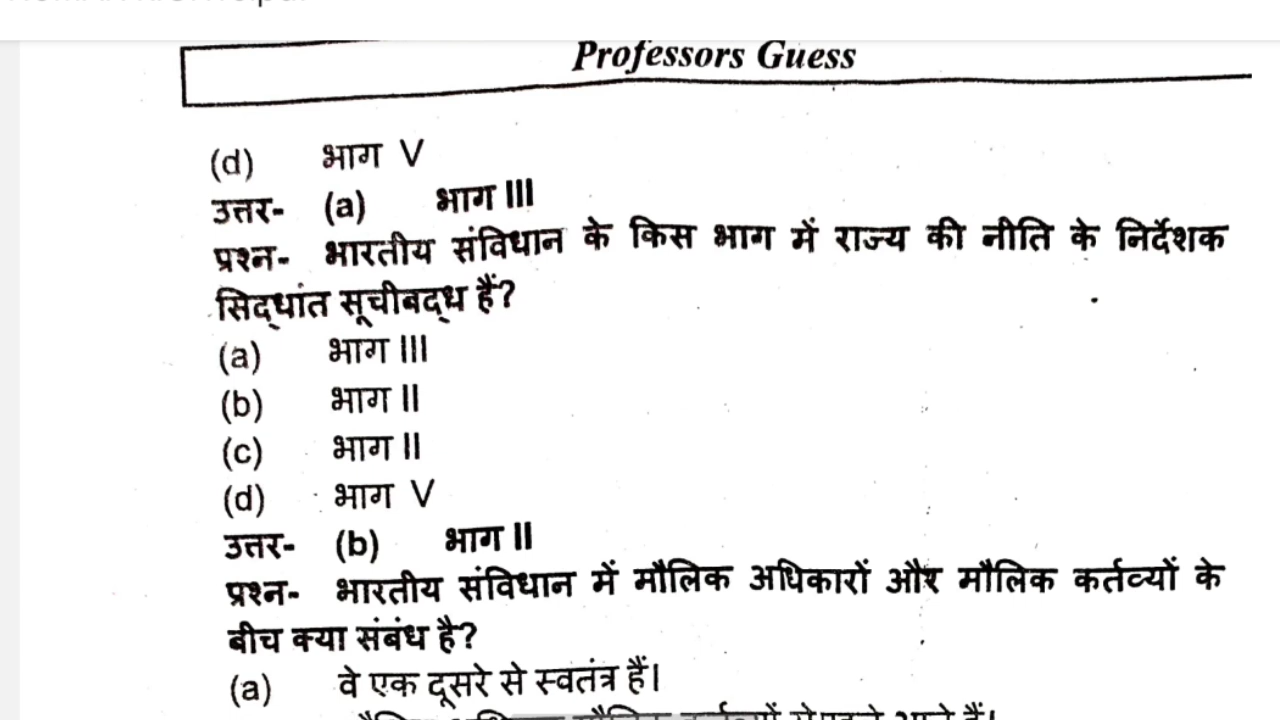 Professors Guess
(d) भाग V
उत्तर- (a) भाग III
प्रश्न- भारतीय संविधान के किस भाग में राज्य की नीति के निर्देशक
सिद्धांत सूचीबद्ध हैं?
(a) भाग III
(b) भाग II
(c) भाग II
(d) भाग V
उत्तर- (b) भाग II
प्रश्न- भारतीय संविधान में मौलिक अधिकारों और मौलिक कर्तव्यों के
बीच क्या संबंध है?
(a) वे एक दूसरे से स्वतंत्र हैं।